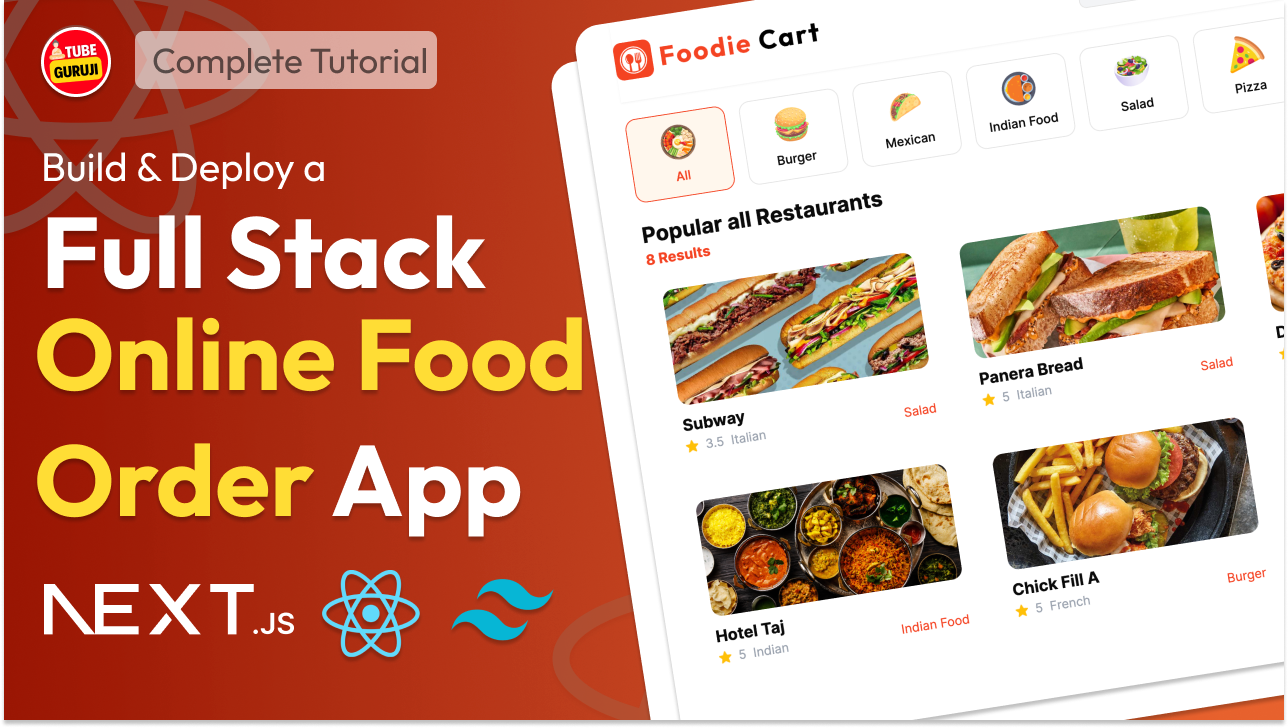 TUBE
GURUJI
Complete Tutorial
Build & Deploy a
Full Stack
Online Food
Order App
NEXT.JS
Foodie Cart
All
Burger
Mexican
Indian Food
Salad
Pizza
Popular all Restaurants
8 Results
Subway
Salad
3.5 Italian
Panera Bread
Salad
5 Italian
D
Hotel Taj
Indian Food
5 Indian
Chick Fill A
Burger
5 French